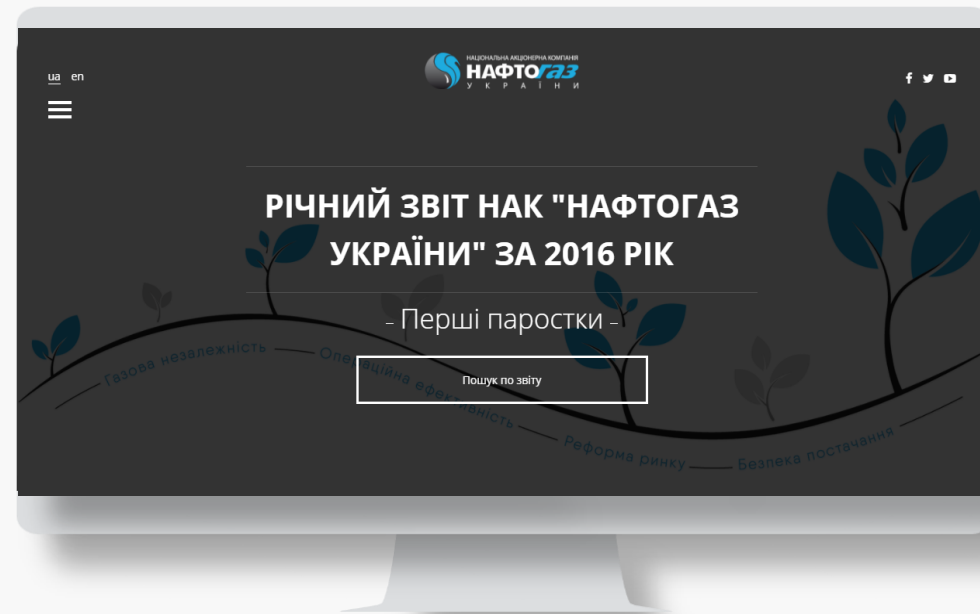 ua en
НАЦІОНАЛЬНА АКЦІОНЕРНА КОМПАНІЯ
НАФТОГАЗ
УКРАЇНИ
РІЧНИЙ ЗВІТ НАК "НАФТОГАЗ
УКРАЇНИ" ЗА 2016 РІК
- Перші паростки -
Пошук по звіту
Газова незалежність
Операційна ефективність
Реформа ринку
Безпека постачання